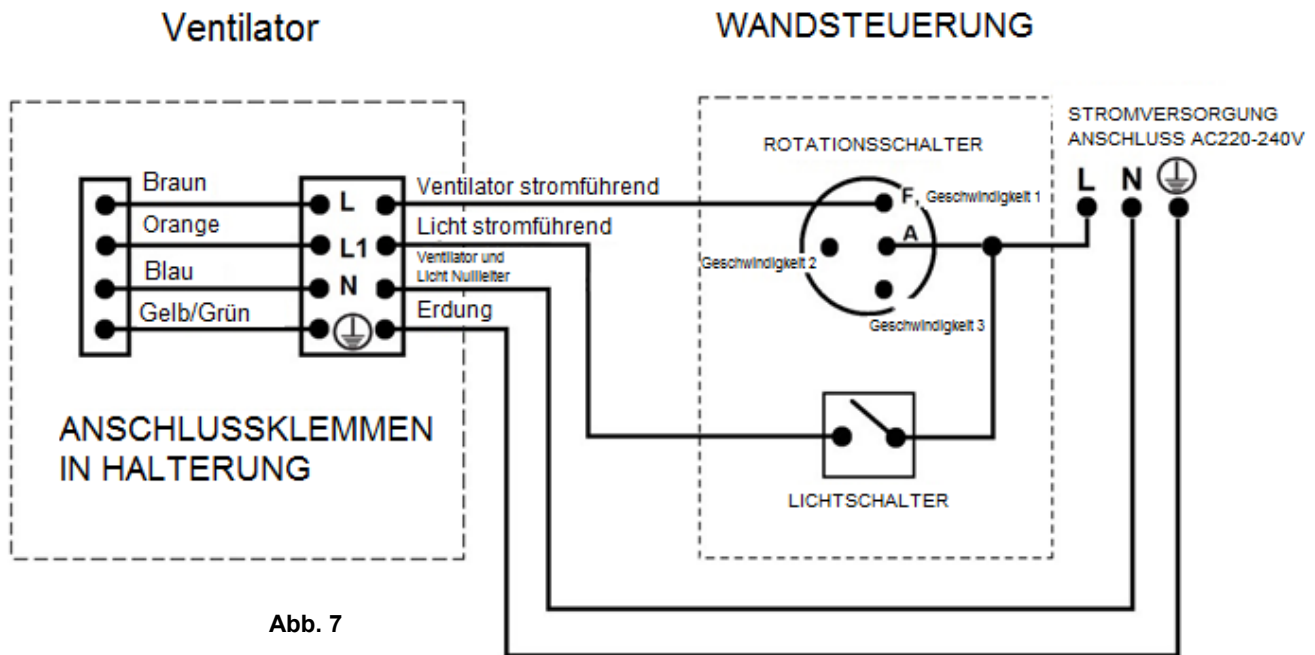 Ventilator
WANDSTEUERUNG
STROMVERSORGUNG
ANSCHLUSS AC220-240V
ROTATIONSSCHALTER
L N
Braun
L
Ventilator stromführend
F, Geschwindigkeit 1
Orange
L1
Licht stromführend
A
Geschwindigkeit 2
Ventilator und
Licht Nullleiter
Blau
N
Gelb/Grün
Erdung
Geschwindigkeit 3
ANSCHLUSSKLEMMEN
IN HALTERUNG
LICHTSCHALTER
Abb. 7